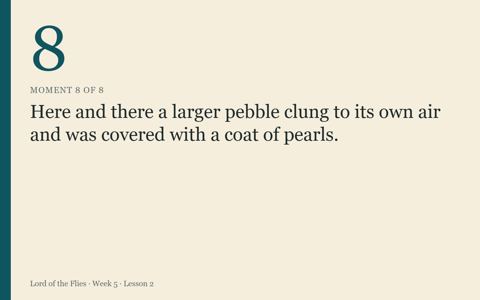 8
MOMENT 8 OF 8
Here and there a larger pebble clung to its own air
and was covered with a coat of pearls.
Lord of the Flies · Week 5 · Lesson 2